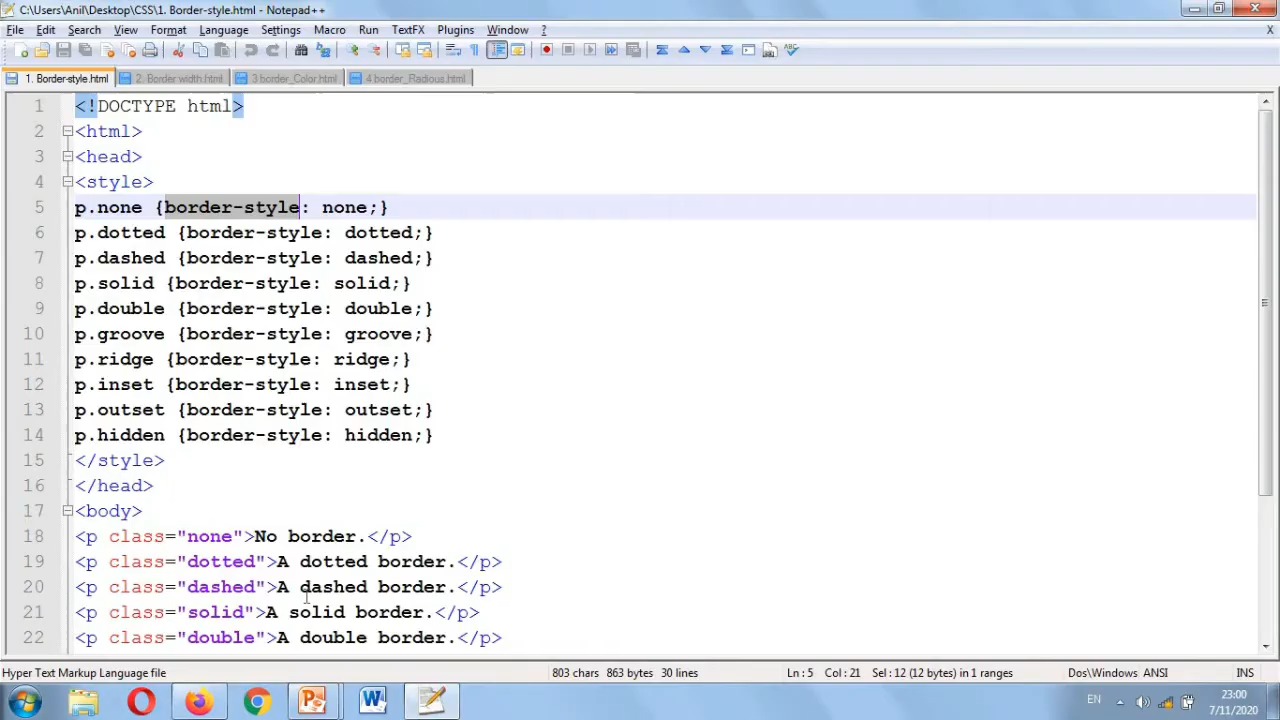 C:\Users\Anil\Desktop\CSS\1. Border-style.html - Notepad++
File Edit Search View Format Language Settings Macro Run TextFX Plugins Window ?
X
1. Border-style.html 2. Border width.html 3 border_Color.html 4 border_Radious.html
1 <!DOCTYPE html>
2 <html>
3 <head>
4 <style>
5 p.none {border-style: none;}
6 p.dotted {border-style: dotted;}
7 p.dashed {border-style: dashed;}
8 p.solid {border-style: solid;}
9 p.double {border-style: double;}
10 p.groove {border-style: groove;}
11 p.ridge {border-style: ridge;}
12 p.inset {border-style: inset;}
13 p.outset {border-style: outset;}
14 p.hidden {border-style: hidden;}
15 </style>
16 </head>
17 <body>
18 <p class="none">No border.</p>
19 <p class="dotted">A dotted border.</p>
20 <p class="dashed">A dashed border.</p>
21 <p class="solid">A solid border.</p>
22 <p class="double">A double border.</p>
Hyper Text Markup Language file 803 chars 863 bytes 30 lines Ln : 5 Col : 21 Sel : 12 (12 bytes) in 1 ranges Dos\Windows ANSI INS
EN 23:00
7/11/2020